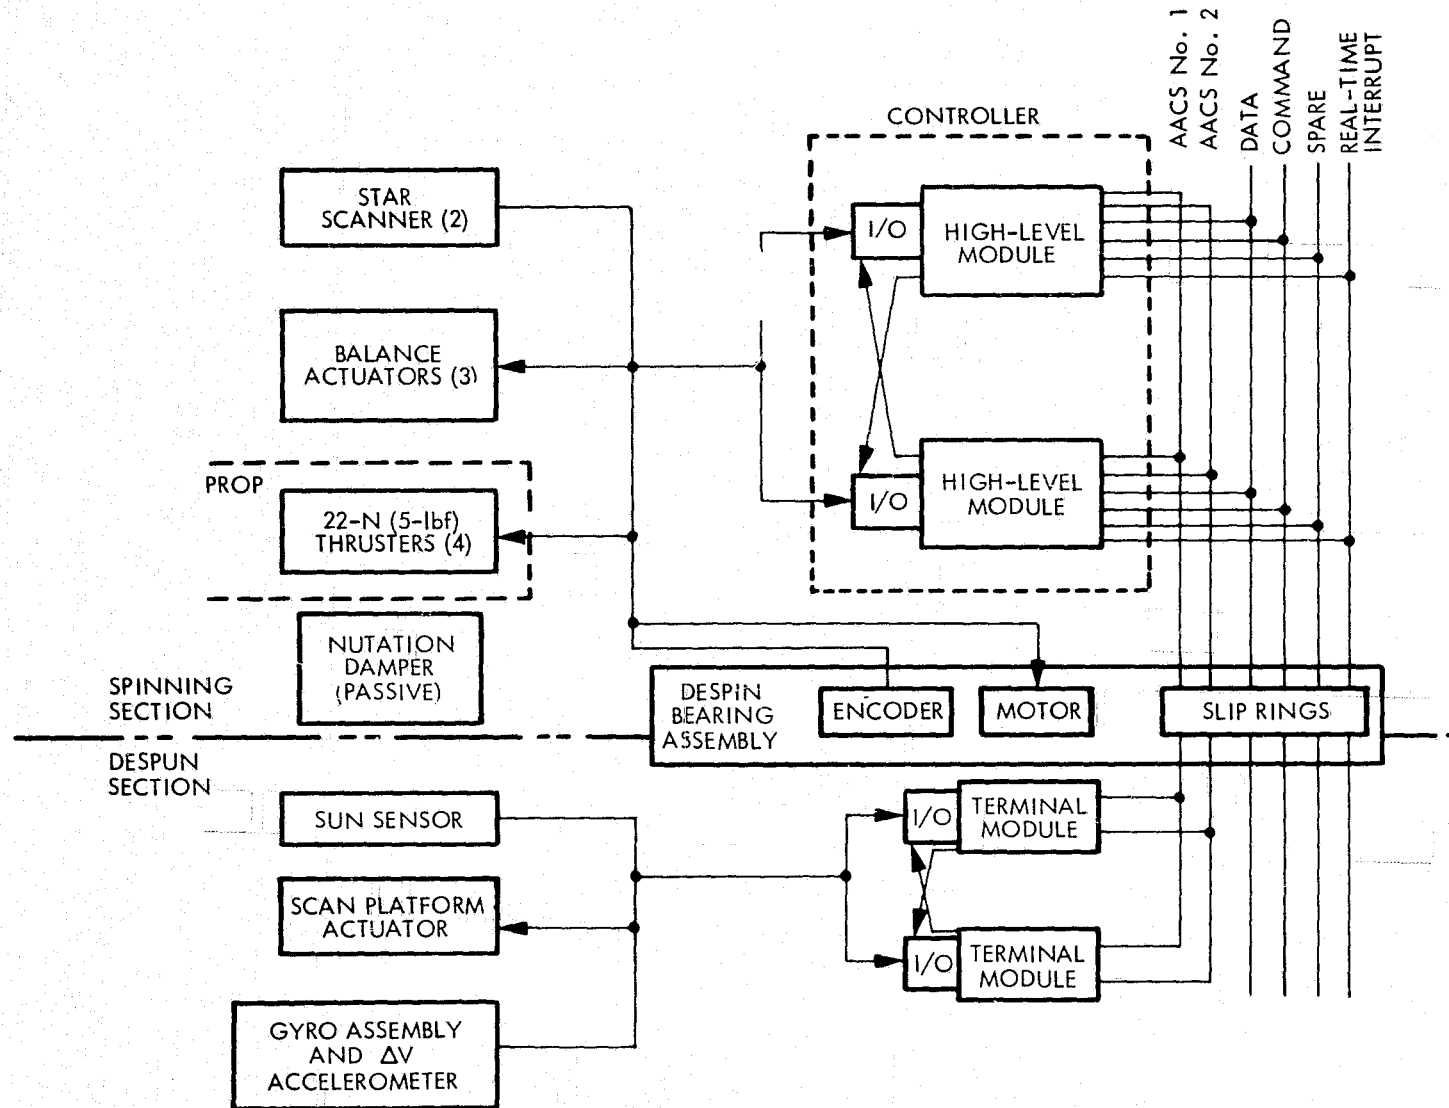 AACS No. 1
AACS No. 2
DATA
COMMAND
SPARE
REAL-TIME
INTERRUPT
CONTROLLER
STAR
SCANNER (2)
I/O
HIGH-LEVEL
MODULE
BALANCE
ACTUATORS (3)
PROP
22-N (5-lbf)
THRUSTERS (4)
I/O
HIGH-LEVEL
MODULE
NUTATION
DAMPER
(PASSIVE)
SPINNING
SECTION
DESPIN
BEARING
ASSEMBLY
ENCODER
MOTOR
SLIP RINGS
DESPUN
SECTION
SUN SENSOR
I/O
TERMINAL
MODULE
SCAN PLATFORM
ACTUATOR
I/O
TERMINAL
MODULE
GYRO ASSEMBLY
AND ΔV
ACCELEROMETER